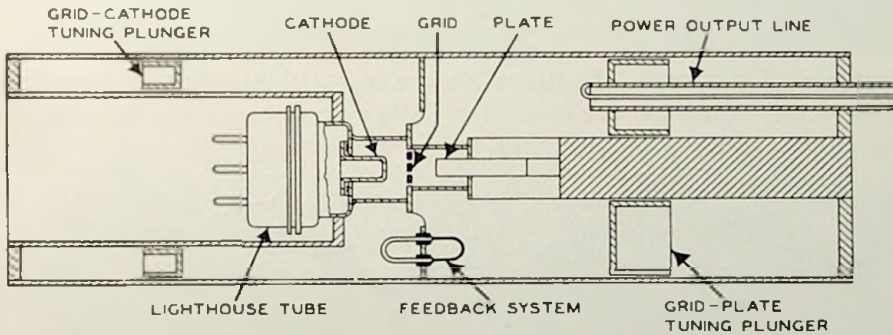 GRID-CATHODE
TUNING PLUNGER
CATHODE
GRID
PLATE
POWER OUTPUT LINE
LIGHTHOUSE TUBE
FEEDBACK SYSTEM
GRID-PLATE
TUNING PLUNGER